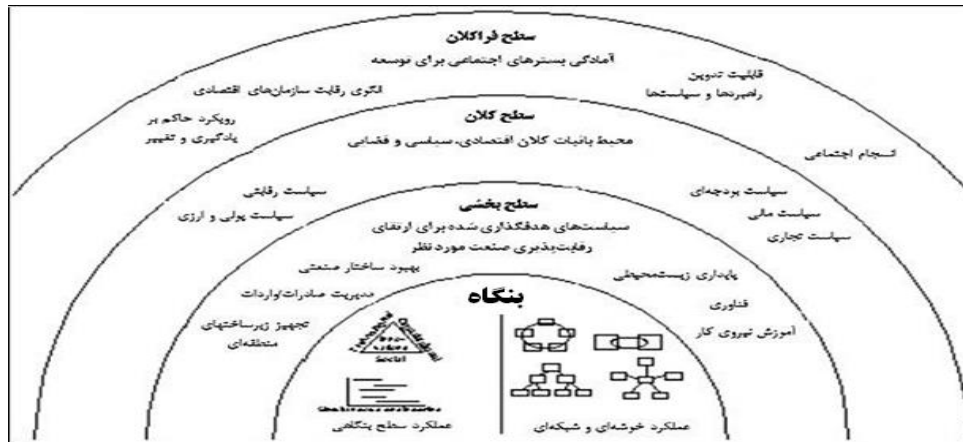 سطح فراکلان
آمادگی بسترهای اجتماعی برای توسعه
قابلیت تدوین
راهبردها و سیاست‌ها
الگوی رقابت سازمان‌های اقتصادی
رویکرد حاکم بر
یادگیری و تغییر
انسجام اجتماعی
سطح کلان
محیط باثبات کلان اقتصادی، سیاسی و قضایی
سیاست بودجه‌ای
سیاست مالی
سیاست تجاری
سیاست رقابتی
سیاست پولی و ارزی
سطح بخشی
سیاست‌های هدفگذاری شده برای ارتقای
رقابت‌پذیری صنعت مورد نظر
پایداری زیست‌محیطی
فناوری
آموزش نیروی کار
بهبود ساختار صنعتی
مدیریت صادرات/واردات
تجهیز زیرساختهای
منطقه‌ای
بنگاه
Social
عملکرد خوشه‌ای و شبکه‌ای
عملکرد سطح بنگاهی